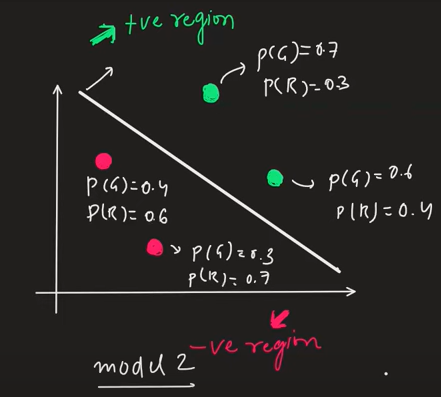 +ve region
P(G)=0.7
P(R)=0.3
P(G)=0.4
P(R)=0.6
P(G)=0.6
P(R)=0.4
P(G)=0.3
P(R)=0.7
-ve region
modul 2